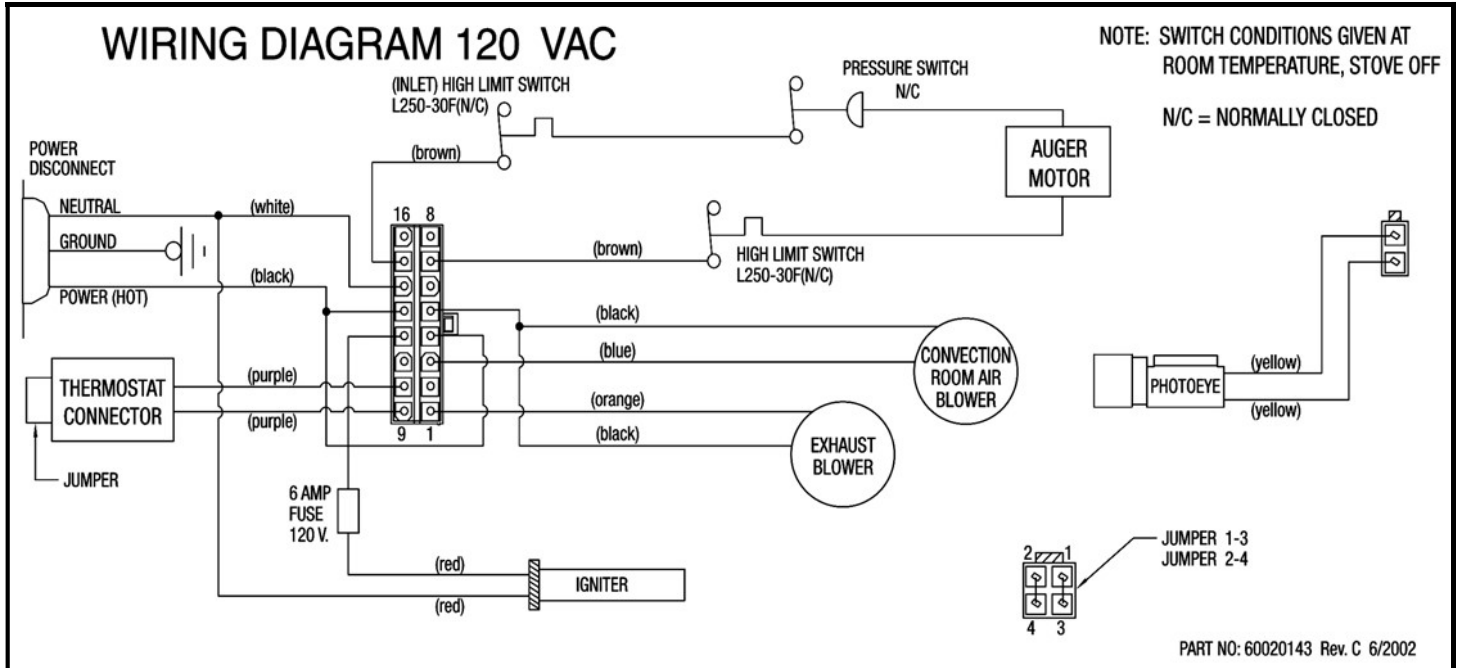 WIRING DIAGRAM 120 VAC
NOTE: SWITCH CONDITIONS GIVEN AT
ROOM TEMPERATURE, STOVE OFF
N/C = NORMALLY CLOSED
(INLET) HIGH LIMIT SWITCH
L250-30F(N/C)
PRESSURE SWITCH
N/C
AUGER
MOTOR
POWER
DISCONNECT
(brown)
NEUTRAL
(white)
GROUND
(black)
POWER (HOT)
16 8
(brown)
HIGH LIMIT SWITCH
L250-30F(N/C)
(black)
(blue)
CONVECTION
ROOM AIR
BLOWER
THERMOSTAT
CONNECTOR
(purple)
(purple)
JUMPER
9 1
(orange)
(black)
EXHAUST
BLOWER
PHOTOEYE
(yellow)
(yellow)
6 AMP
FUSE
120 V.
(red)
(red)
IGNITER
2 1
4 3
JUMPER 1-3
JUMPER 2-4
PART NO: 60020143 Rev. C 6/2002